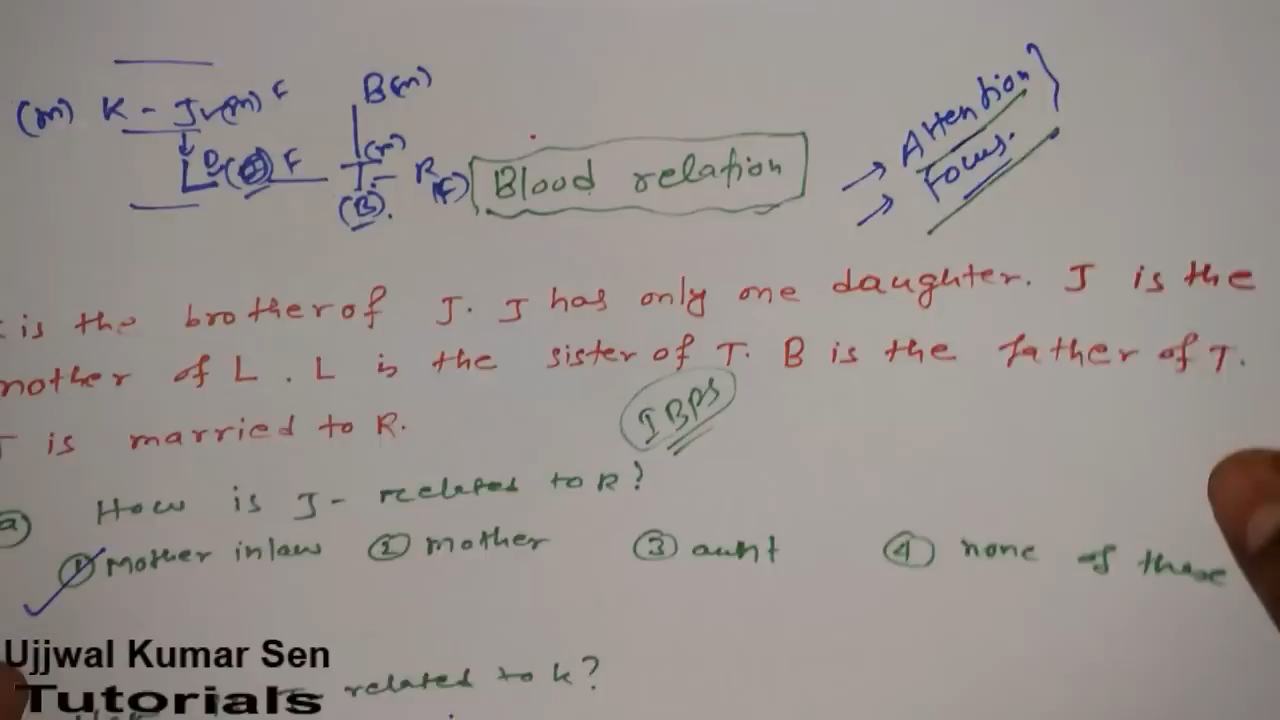 (m) K - J (m) F
B(m)
L F T (m) R (F)
(B).
Blood relation
→ Attention
→ Focus.
is the brother of J. J has only one daughter. J is the
mother of L. L is the sister of T. B is the father of T.
T is married to R.
IBPS
a) How is J - related to R?
① Mother inlaw ② mother ③ aunt ④ none of these
Ujjwal Kumar Sen
Tutorials
related to k?